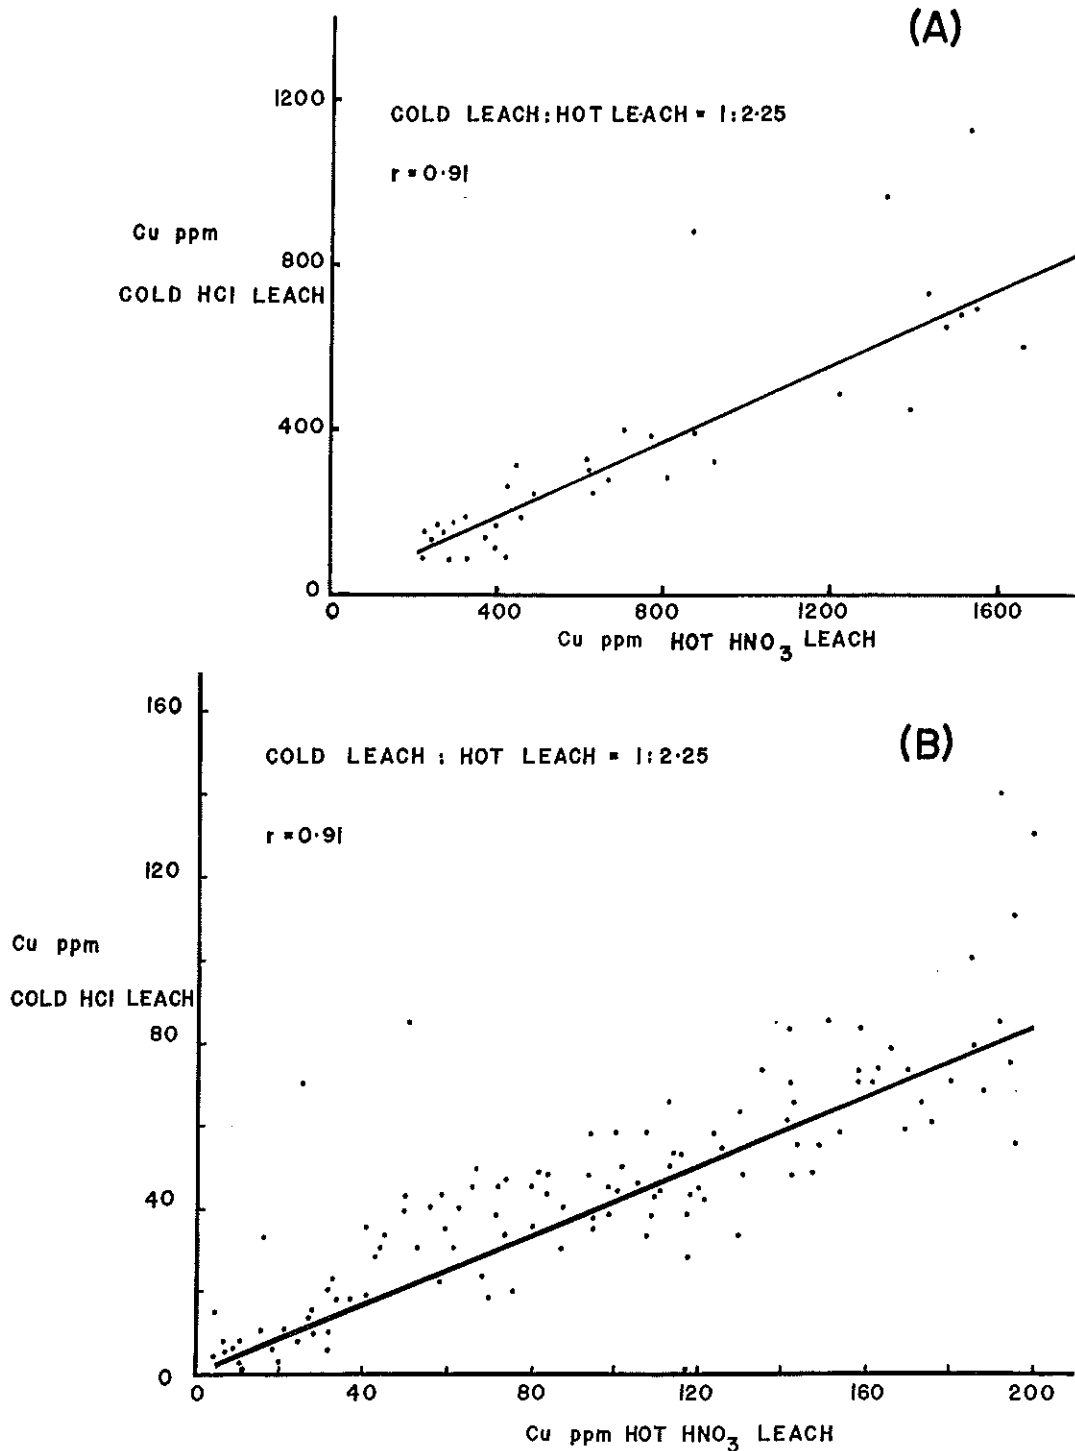 (A)
1200
COLD LEACH : HOT LEACH = 1:2·25
r = 0·91
Cu ppm
800
COLD HCl LEACH
400
0
0 400 800 1200 1600
Cu ppm HOT HNO3 LEACH
160
(B)
COLD LEACH : HOT LEACH = 1:2·25
r = 0·91
120
Cu ppm
COLD HCl LEACH
80
40
0
0 40 80 120 160 200
Cu ppm HOT HNO3 LEACH